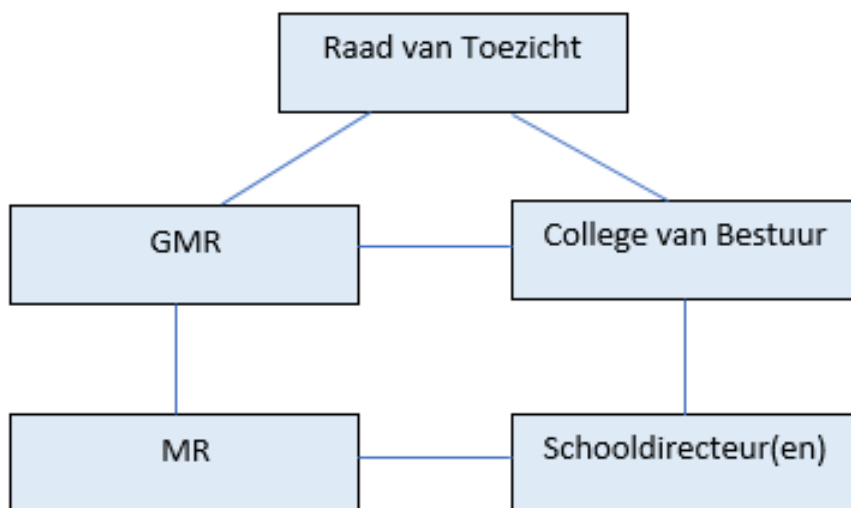 Raad van Toezicht
GMR
College van Bestuur
MR
Schooldirecteur(en)